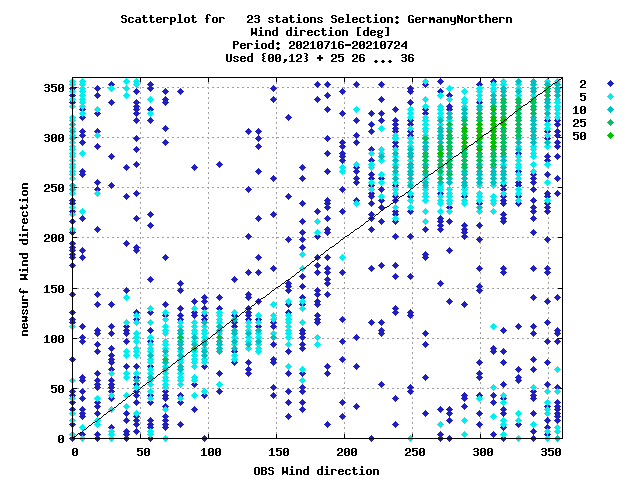 Scatterplot for 23 stations Selection: GermanyNorthern
Wind direction [deg]
Period: 20210716-20210724
Used {00,12} + 25 26 ... 36
350
300
250
200
150
100
50
0
newsurf Wind direction
2
5
10
25
50
0 50 100 150 200 250 300 350
OBS Wind direction